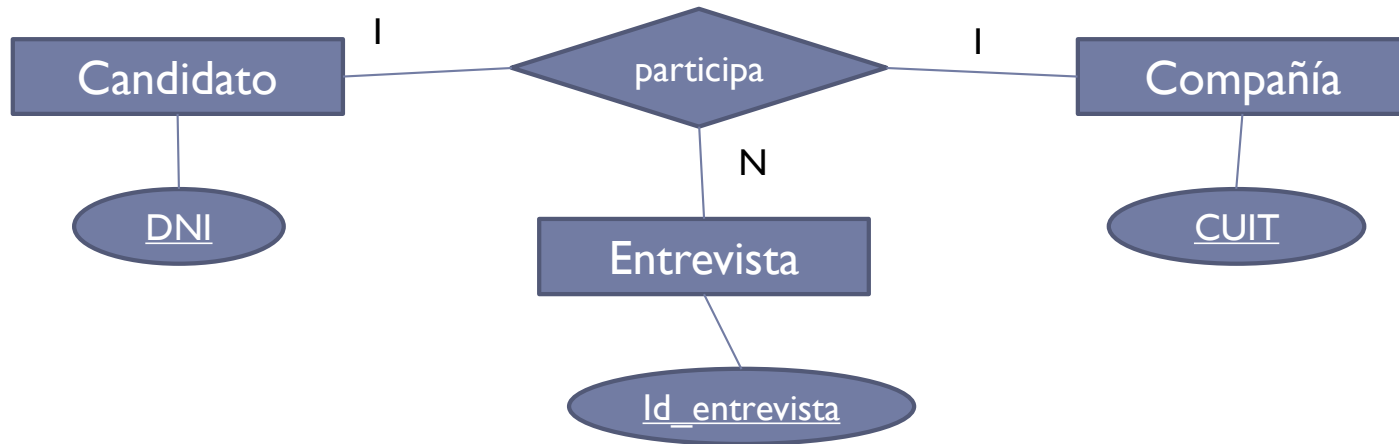 1
1
Candidato
participa
Compañía
N
DNI
CUIT
Entrevista
Id_entrevista